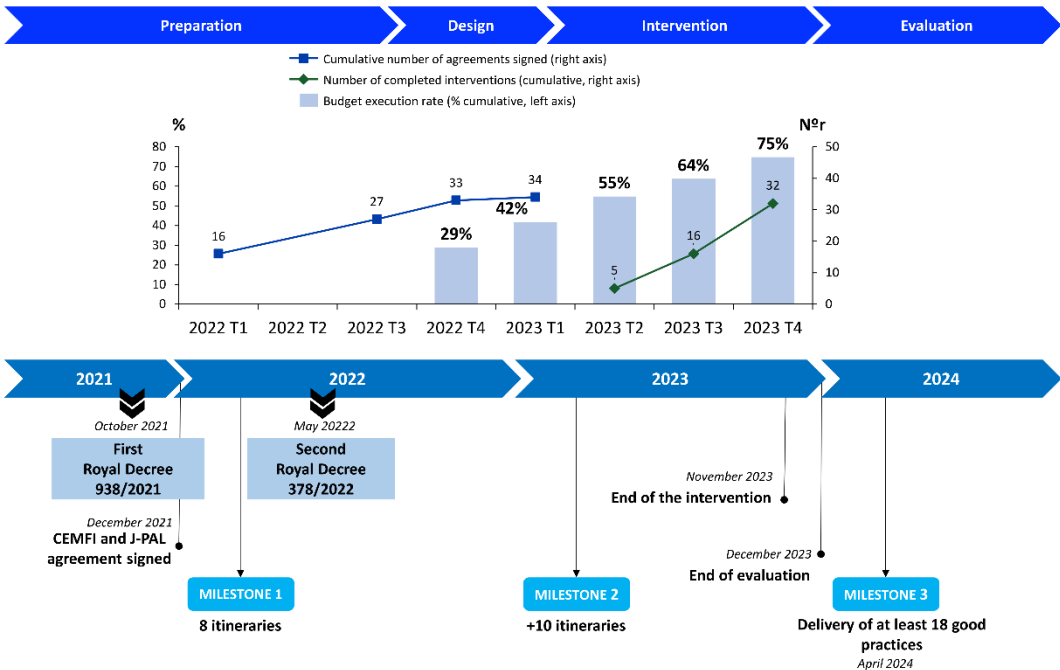 Preparation
Design
Intervention
Evaluation
Cumulative number of agreements signed (right axis)
Number of completed interventions (cumulative, right axis)
Budget execution rate (% cumulative, left axis)
%
Nºr
80
70
60
50
40
30
20
10
0
50
40
30
20
10
0
16
27
33
34
29%
42%
55%
64%
75%
5
16
32
2022 T1
2022 T2
2022 T3
2022 T4
2023 T1
2023 T2
2023 T3
2023 T4
2021
2022
2023
2024
October 2021
First
Royal Decree
938/2021
May 20222
Second
Royal Decree
378/2022
December 2021
CEMFI and J-PAL
agreement signed
November 2023
End of the intervention
December 2023
End of evaluation
MILESTONE 1
8 itineraries
MILESTONE 2
+10 itineraries
MILESTONE 3
Delivery of at least 18 good
practices
April 2024